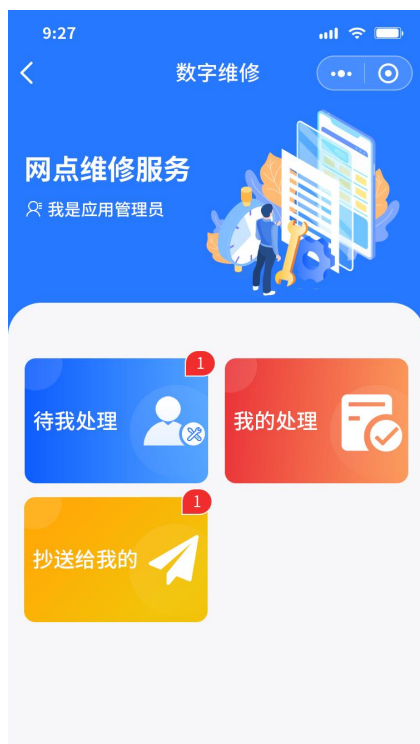 9:27
数字维修
网点维修服务
我是应用管理员
1
待我处理
我的处理
1
抄送给我的